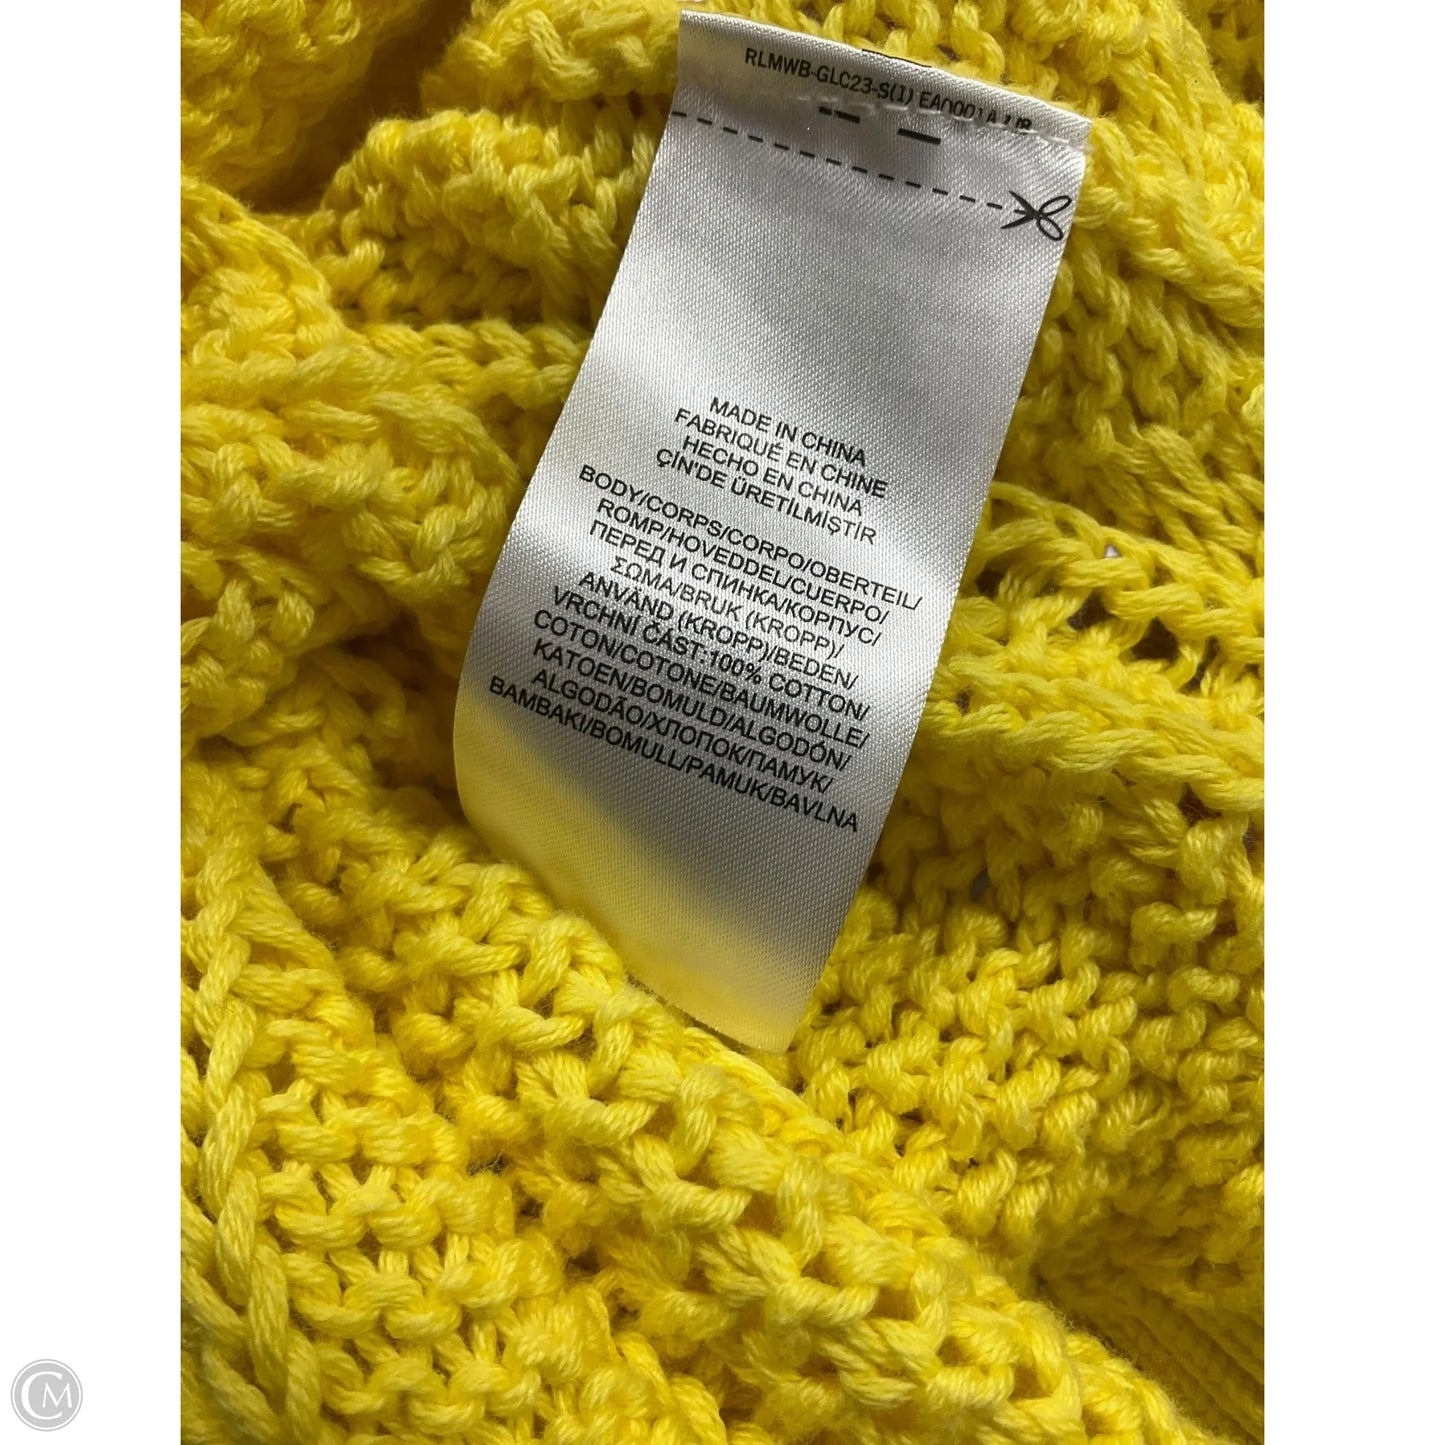 RLMWB-GLC23-S(1) EA0001A
MADE IN CHINA
FABRIQUÉ EN CHINE
HECHO EN CHINA
ÇİN'DE ÜRETİLMİŞTİR
BODY/CORPS/CORPO/OBERTEIL/
ROMP/HOVEDDEL/CUERPO/
ПЕРЕД И СПИНКА/КОРПУС/
ΣΩΜΑ/BRUK (KROPP)/
ANVÄND (KROPP)/BEDEN/
VRCHNÍ ČÁST:100% COTTON/
COTON/COTONE/BAUMWOLLE/
KATOEN/BOMULD/ALGODÓN/
ALGODÃO/ХЛОПОК/ПАМУК/
BAMBAKI/BOMULL/PAMUK/BAVLNA
CM